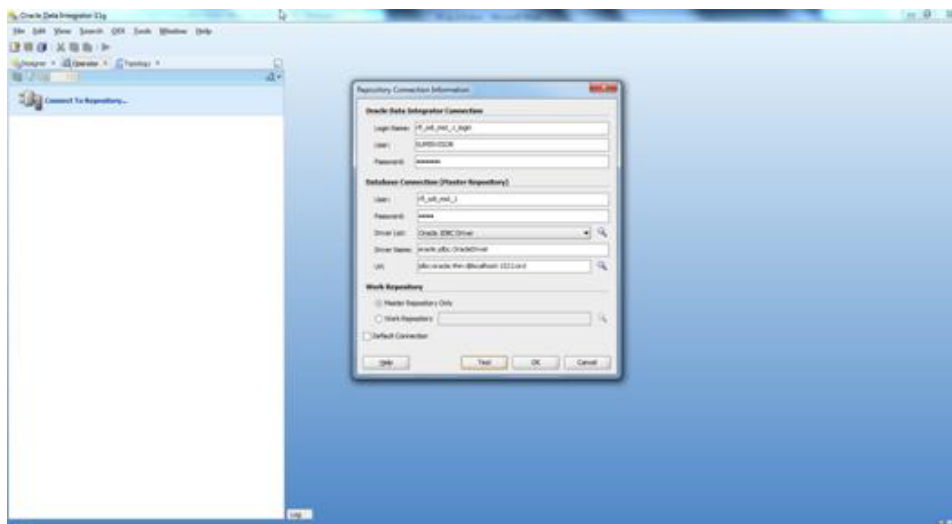 Oracle Data Integrator 11g
File Edit View Search ODI Tools Window Help
Designer Operator Topology
Connect To Repository...
Repository Connection Information
Oracle Data Integrator Connection
Login Name:
User: SUPERVISOR
Password:
Database Connection (Master Repository)
User:
Password:
Driver List: Oracle JDBC Driver
Driver Name: oracle.jdbc.OracleDriver
Url:
Work Repository
Master Repository Only
Work Repository:
Default Connection
Help Test OK Cancel
Log